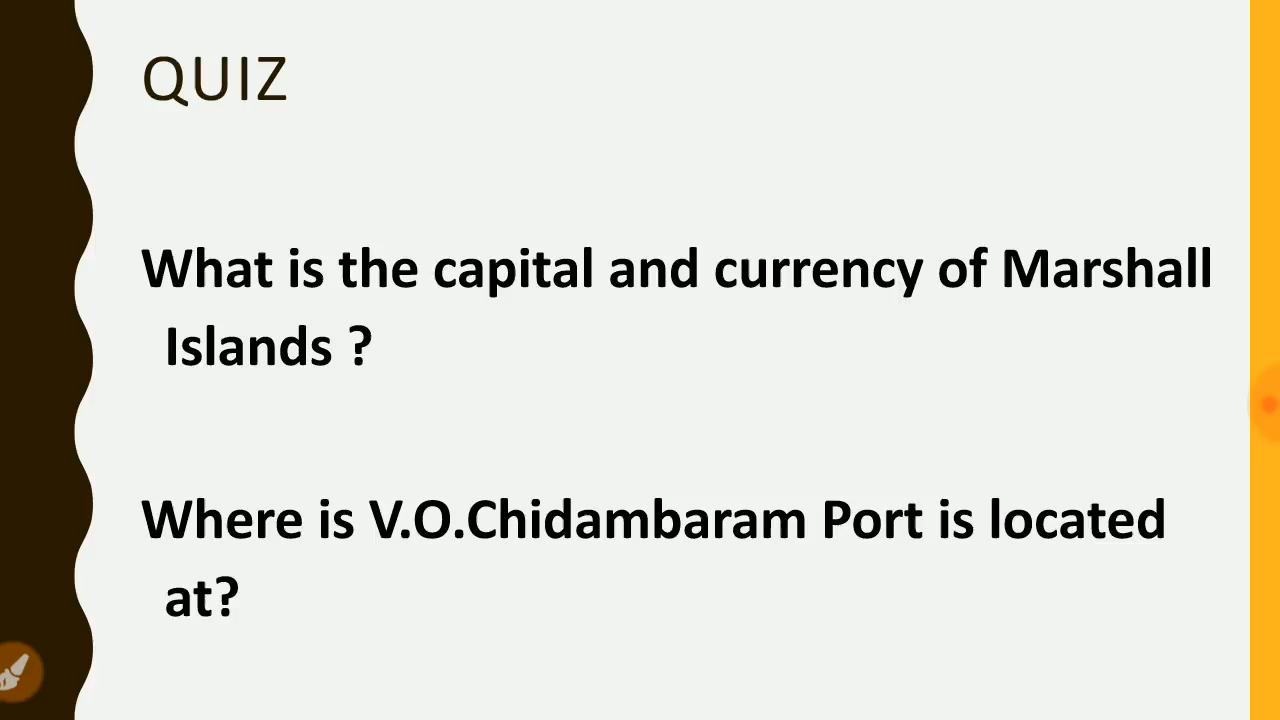 QUIZ
What is the capital and currency of Marshall
Islands ?
Where is V.O.Chidambaram Port is located
at?